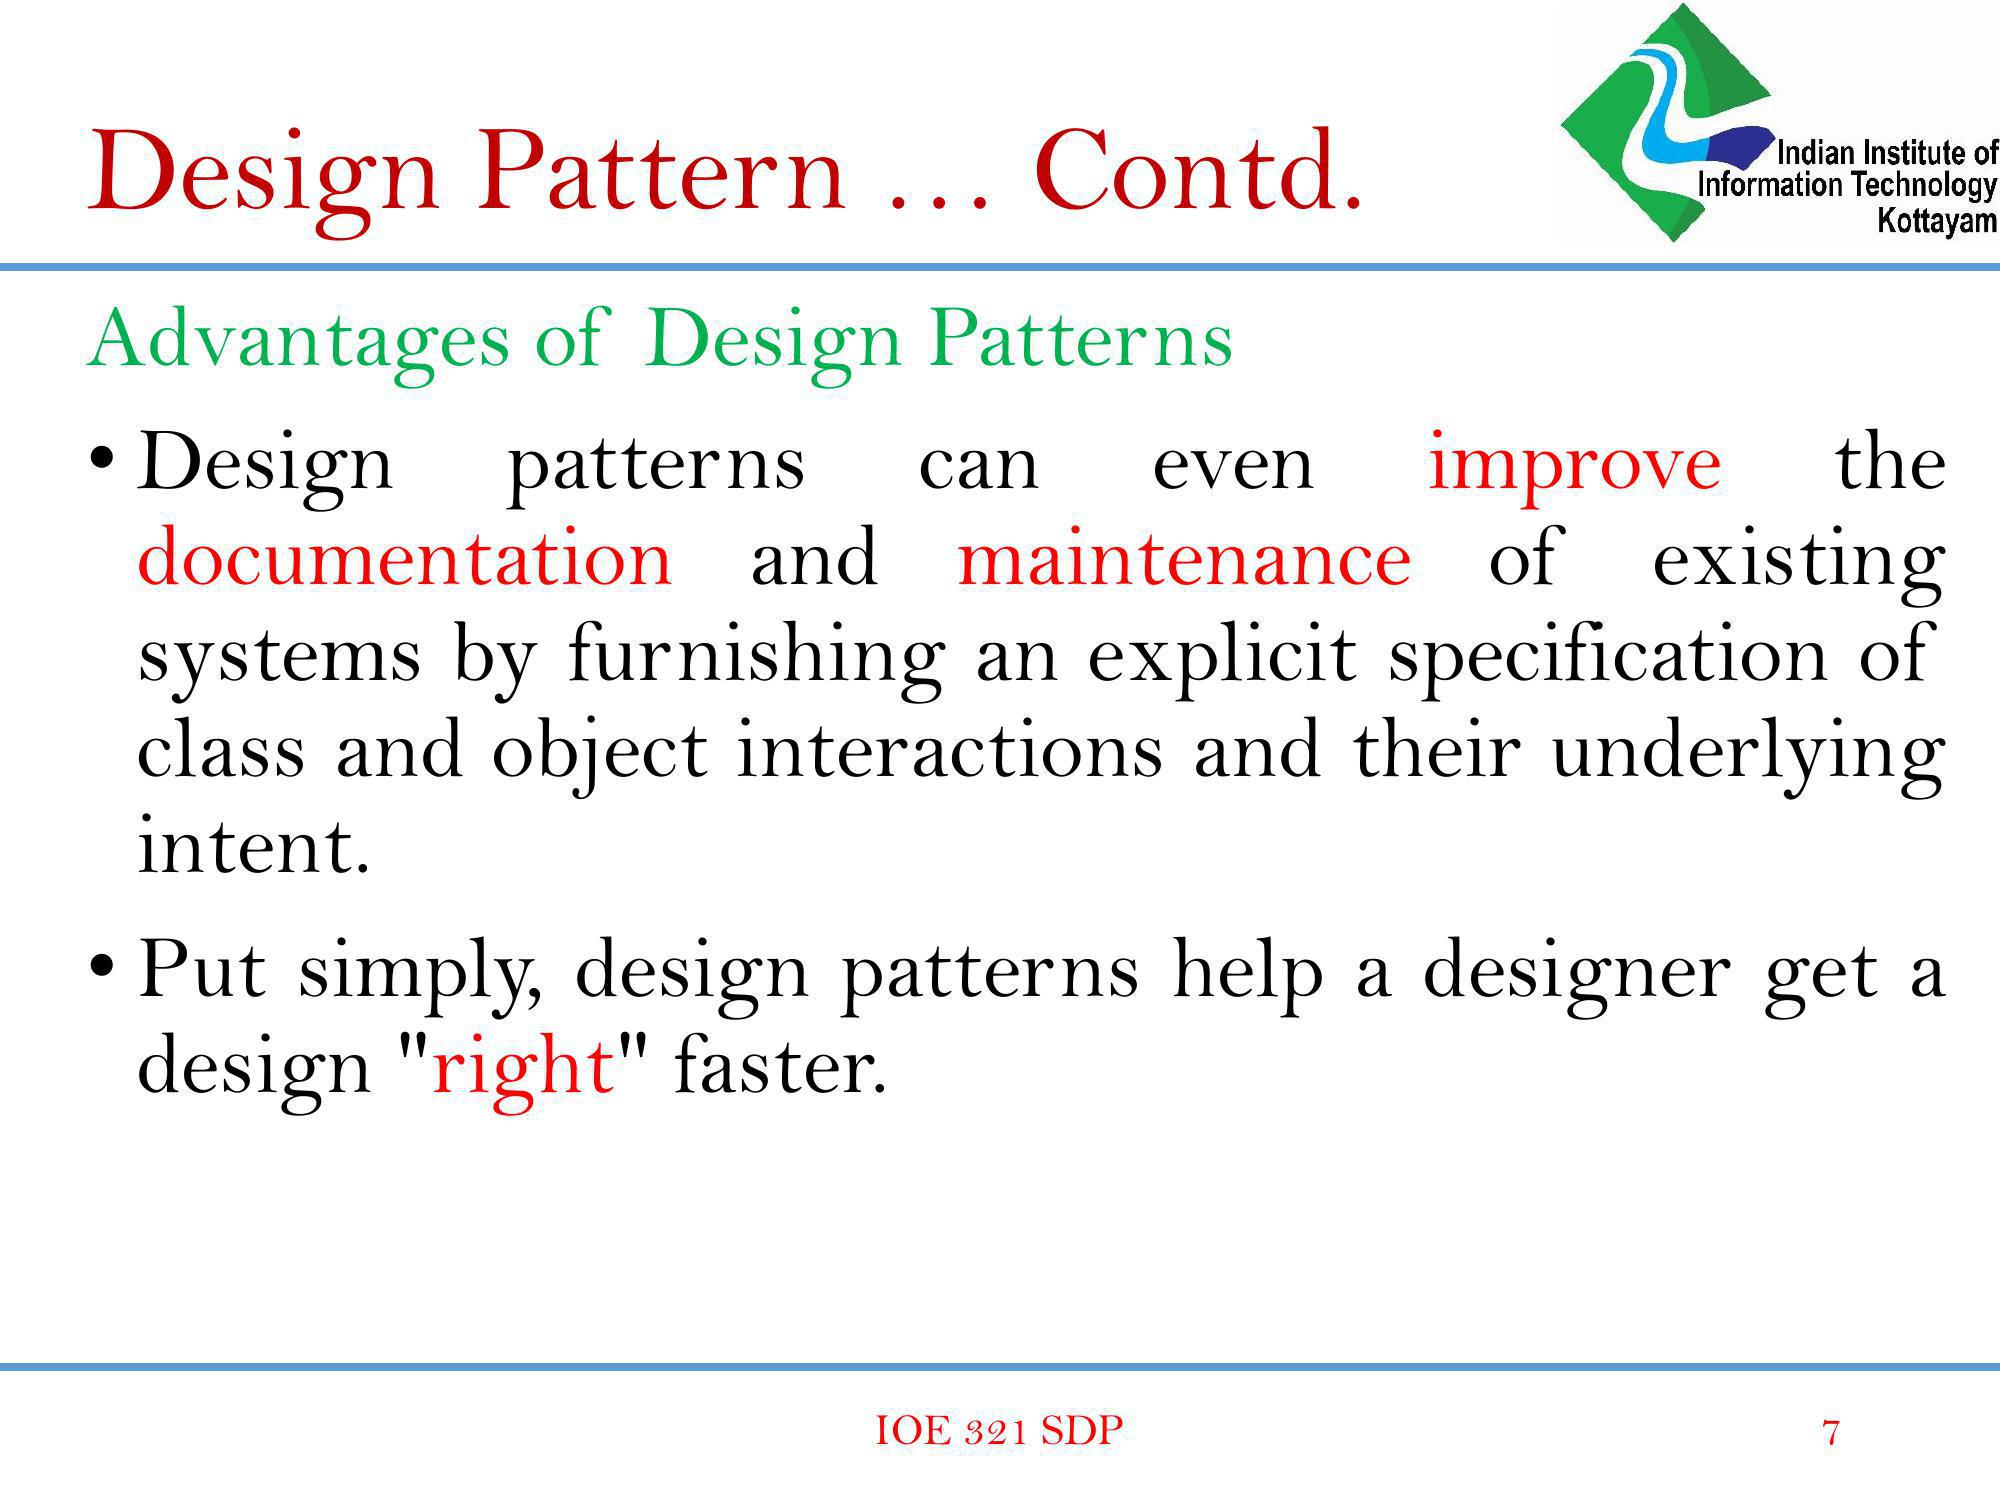 Design Pattern … Contd.
Indian Institute of
Information Technology
Kottayam
Advantages of Design Patterns
• Design patterns can even improve the
documentation and maintenance of existing
systems by furnishing an explicit specification of
class and object interactions and their underlying
intent.
• Put simply, design patterns help a designer get a
design "right" faster.
IOE 321 SDP
7